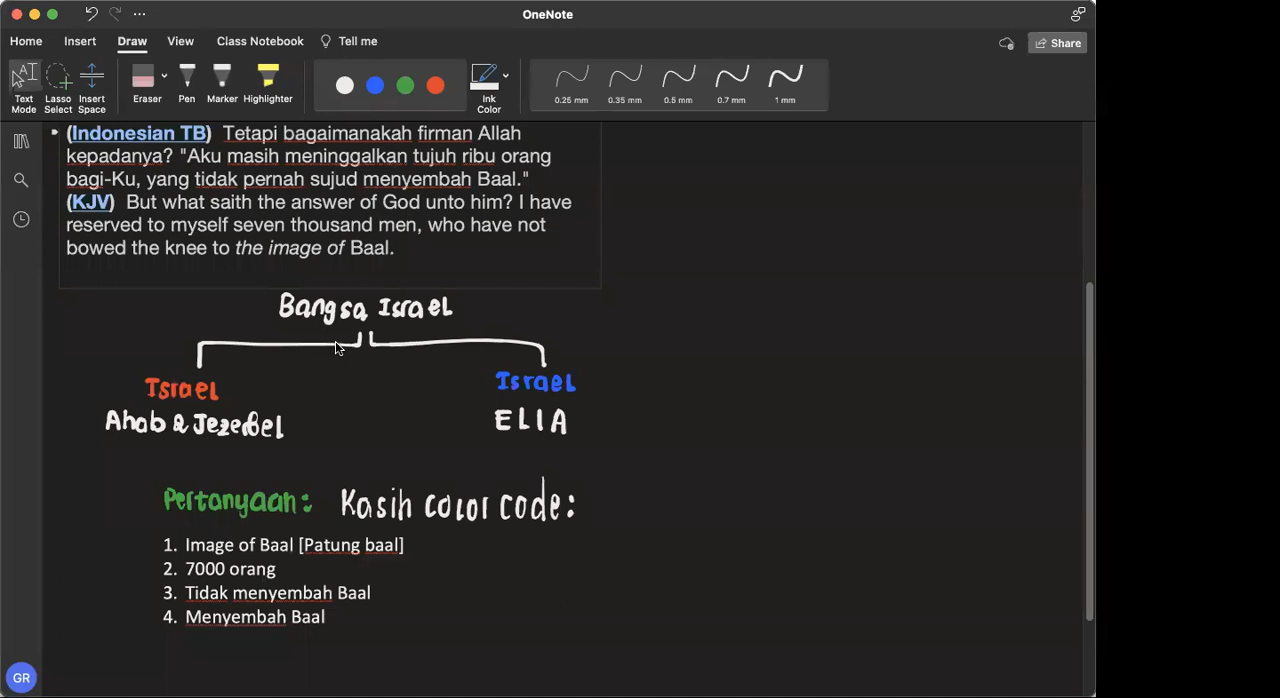 OneNote
Home Insert Draw View Class Notebook Tell me
Share
Text Mode
Lasso Select
Insert Space
Eraser
Pen
Marker
Highlighter
Ink Color
0.25 mm
0.35 mm
0.5 mm
0.7 mm
1 mm
• (Indonesian TB) Tetapi bagaimanakah firman Allah
kepadanya? "Aku masih meninggalkan tujuh ribu orang
bagi-Ku, yang tidak pernah sujud menyembah Baal."
(KJV) But what saith the answer of God unto him? I have
reserved to myself seven thousand men, who have not
bowed the knee to the image of Baal.
Bangsa Israel
Israel Israel
Ahab & Jezebel ELIA
Pertanyaan: Kasih color code:
1. Image of Baal [Patung baal]
2. 7000 orang
3. Tidak menyembah Baal
4. Menyembah Baal
GR